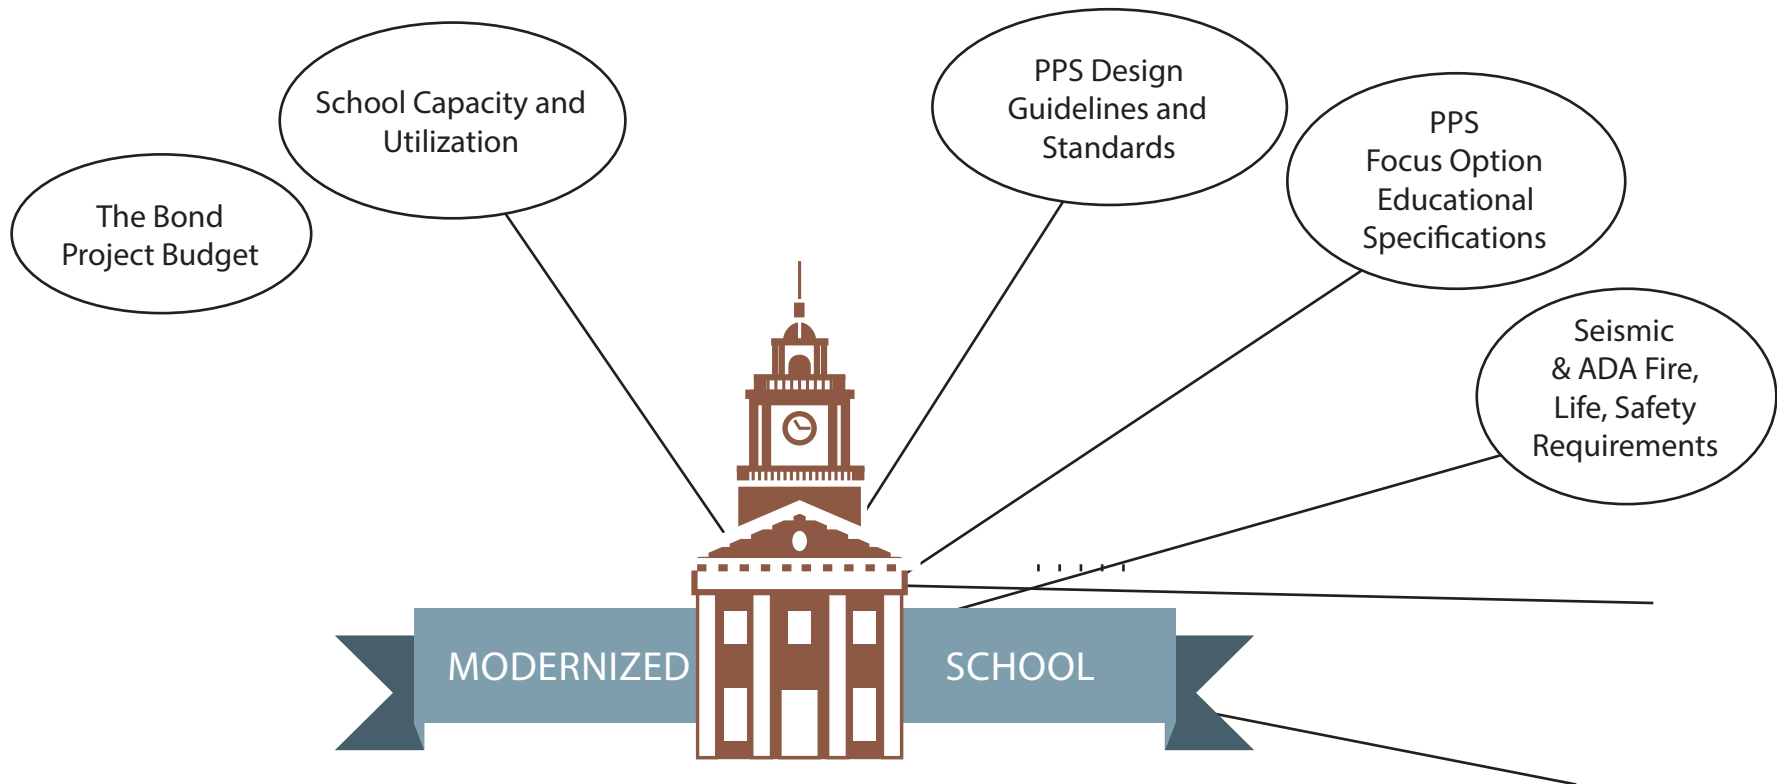 The Bond
Project Budget
School Capacity and
Utilization
PPS Design
Guidelines and
Standards
PPS
Focus Option
Educational
Specifications
Seismic
& ADA Fire,
Life, Safety
Requirements
MODERNIZED SCHOOL